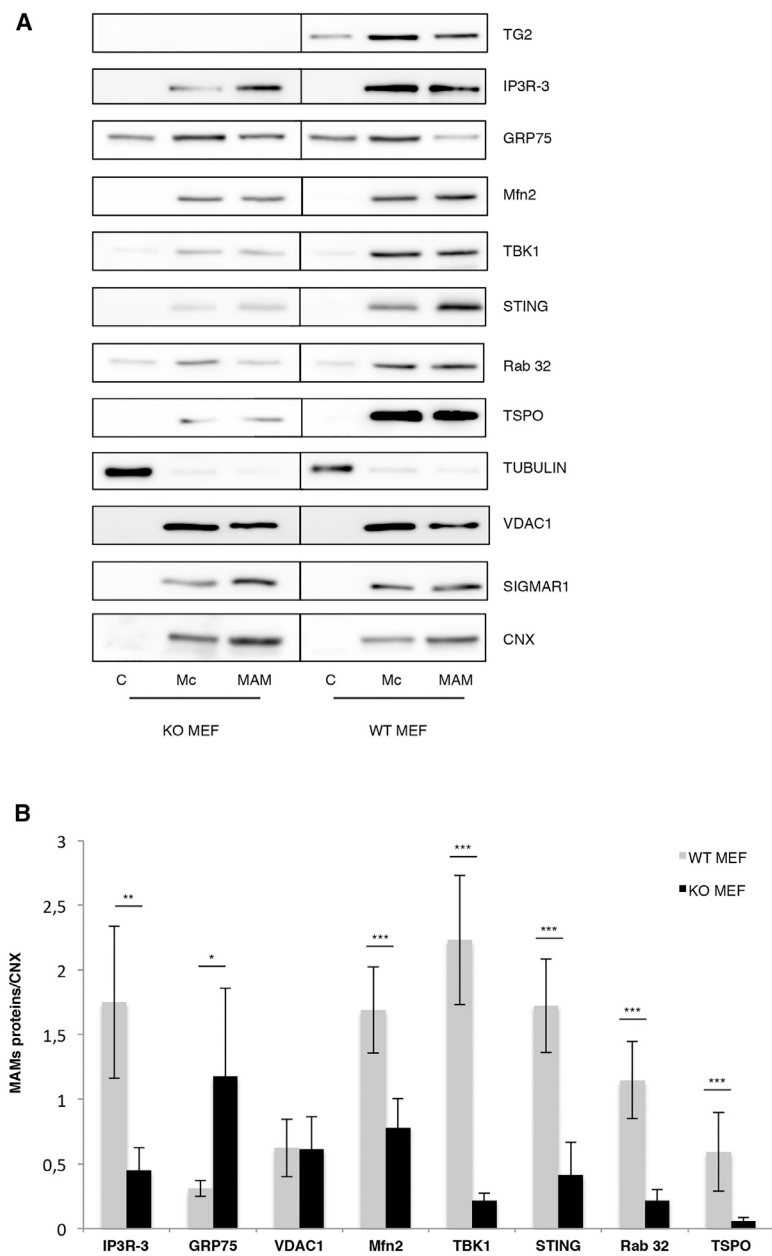 A
TG2
IP3R-3
GRP75
Mfn2
TBK1
STING
Rab 32
TSPO
TUBULIN
VDAC1
SIGMAR1
CNX
C Mc MAM C Mc MAM
KO MEF WT MEF
B
MAMs proteins/CNX
3
2,5
2
1,5
1
0,5
0
WT MEF
KO MEF
**
*
***
***
***
***
***
IP3R-3 GRP75 VDAC1 Mfn2 TBK1 STING Rab 32 TSPO